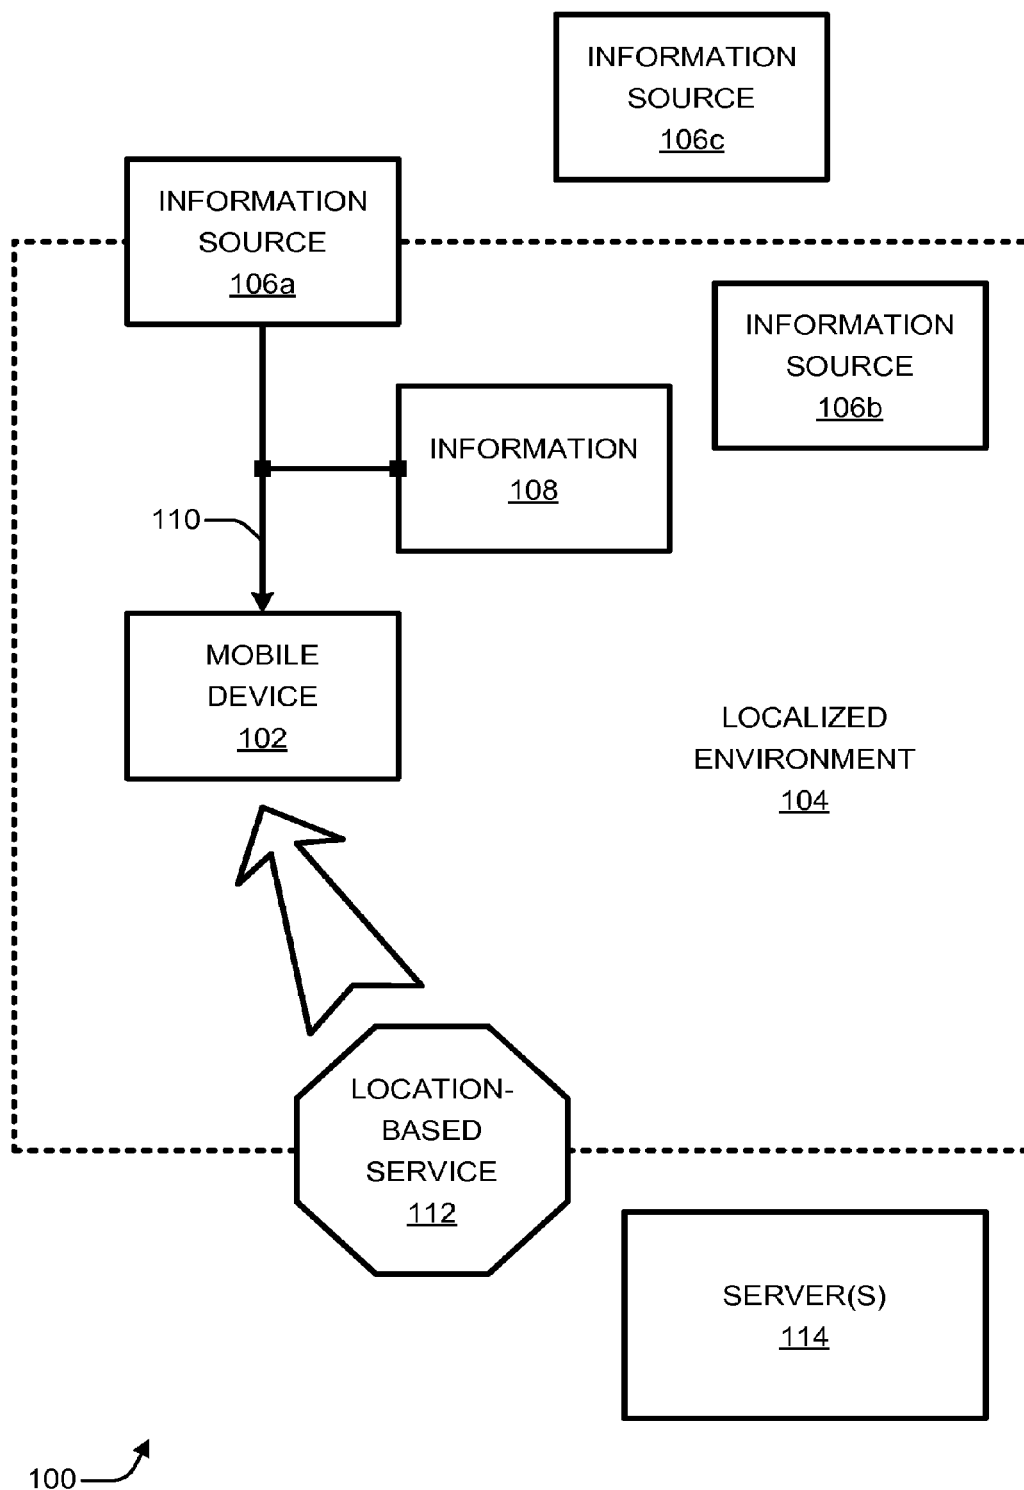 INFORMATION
SOURCE
106c
INFORMATION
SOURCE
106a
INFORMATION
SOURCE
106b
INFORMATION
108
110
MOBILE
DEVICE
102
LOCALIZED
ENVIRONMENT
104
LOCATION-
BASED
SERVICE
112
SERVER(S)
114
100